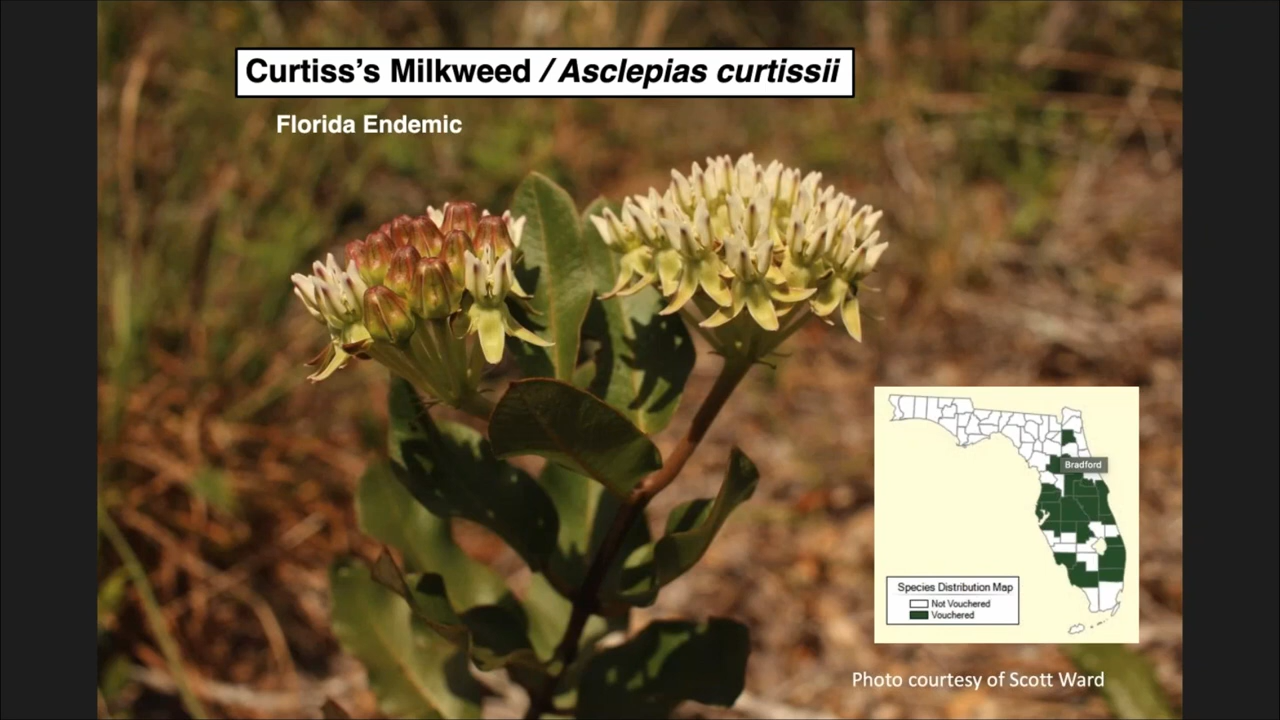 Curtiss’s Milkweed / Asclepias curtissii
Florida Endemic
Bradford
Species Distribution Map
Not Vouchered
Vouchered
Photo courtesy of Scott Ward